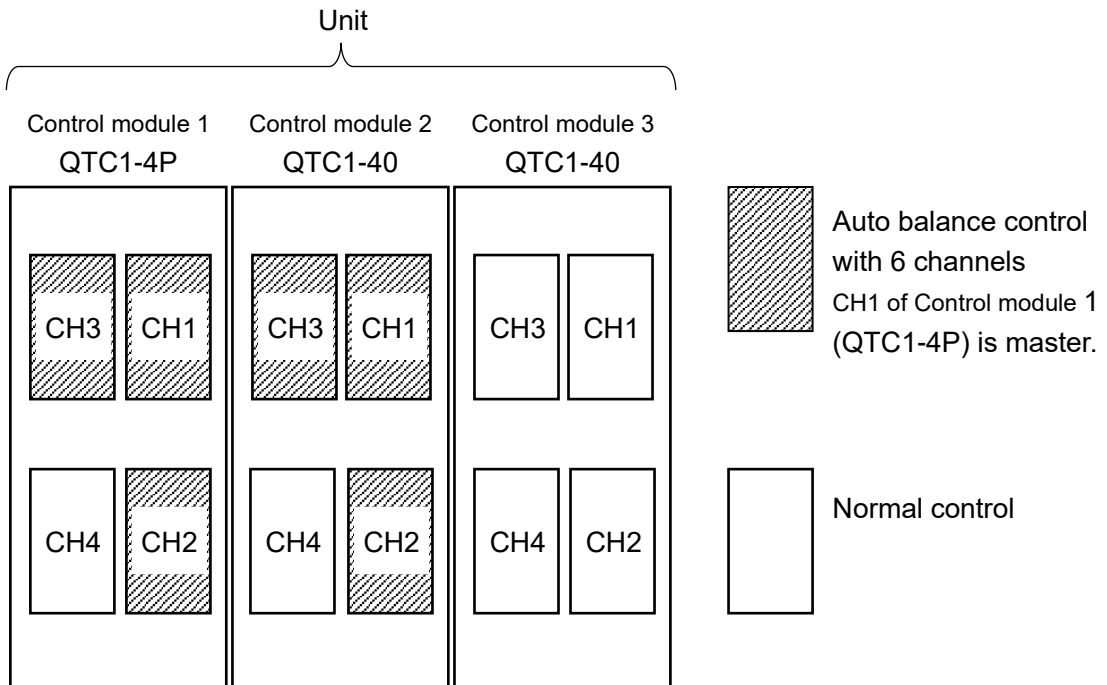 Unit
Control module 1 Control module 2 Control module 3
QTC1-4P QTC1-40 QTC1-40
CH3 CH1 CH3 CH1 CH3 CH1
CH4 CH2 CH4 CH2 CH4 CH2
Auto balance control
with 6 channels
CH1 of Control module 1
(QTC1-4P) is master.
Normal control